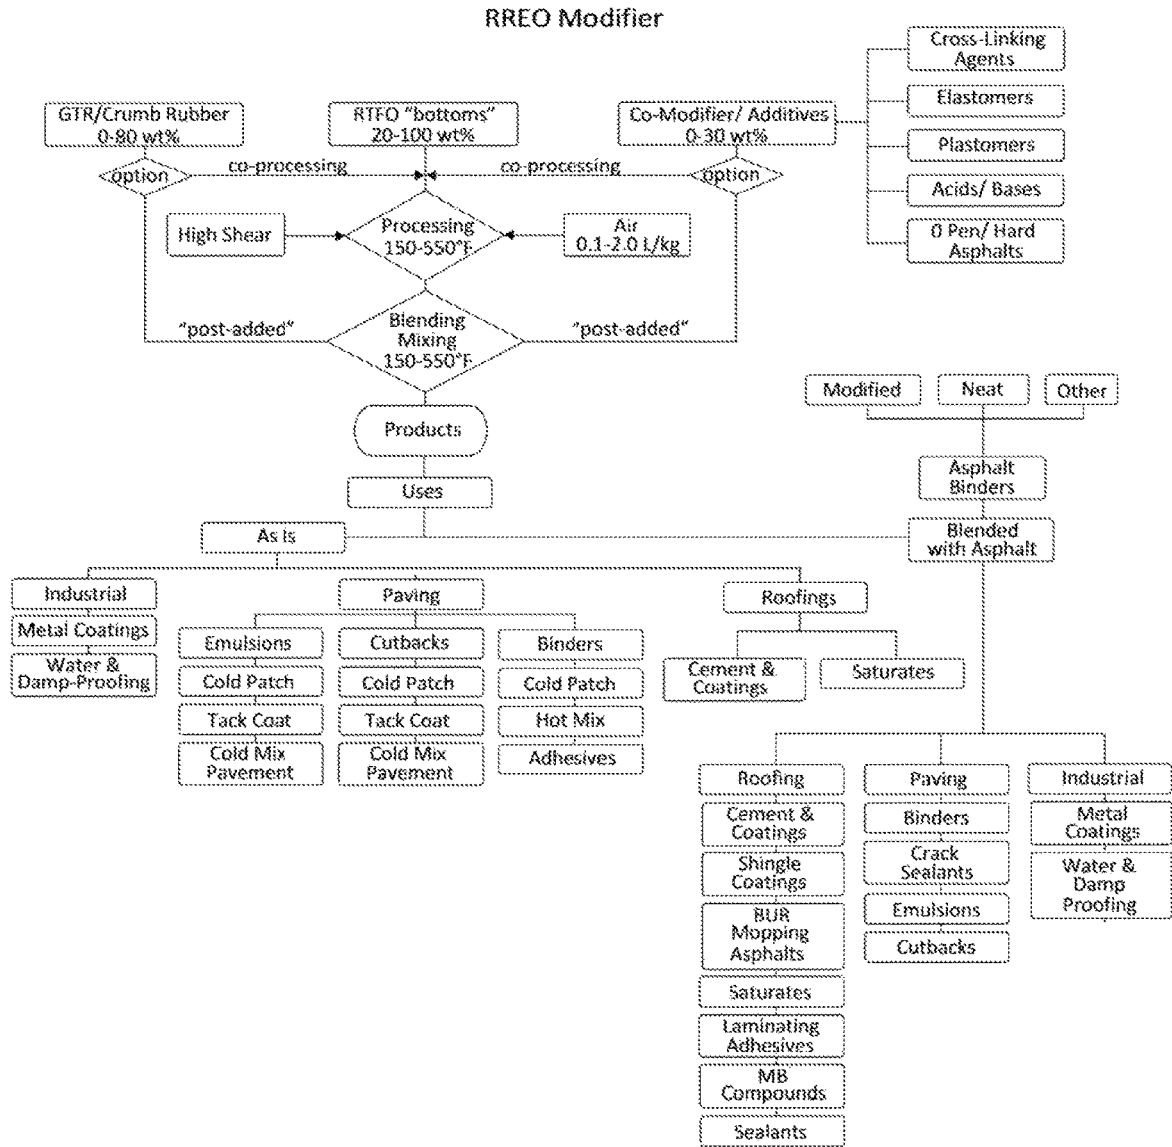 RREO Modifier
Cross-Linking
Agents
Elastomers
Plastomers
Acids/ Bases
0 Pen/ Hard
Asphalts
GTR/Crumb Rubber
0-80 wt%
RTFO "bottoms"
20-100 wt%
Co-Modifier/ Additives
0-30 wt%
option
co-processing
co-processing
option
High Shear
Processing
150-550°F
Air
0.1-2.0 L/kg
"post-added"
Blending
Mixing
150-550°F
"post-added"
Products
Uses
Modified
Neat
Other
Asphalt
Binders
As Is
Blended
with Asphalt
Industrial
Metal Coatings
Water &
Damp-Proofing
Paving
Emulsions
Cold Patch
Tack Coat
Cold Mix
Pavement
Cutbacks
Cold Patch
Tack Coat
Cold Mix
Pavement
Binders
Cold Patch
Hot Mix
Adhesives
Roofings
Cement &
Coatings
Saturates
Roofing
Cement &
Coatings
Shingle
Coatings
BUR
Mopping
Asphalts
Saturates
Laminating
Adhesives
MB
Compounds
Sealants
Paving
Binders
Crack
Sealants
Emulsions
Cutbacks
Industrial
Metal
Coatings
Water &
Damp
Proofing